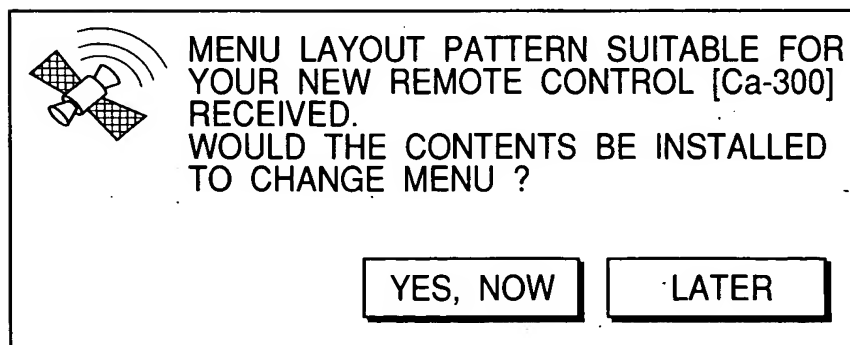 MENU LAYOUT PATTERN SUITABLE FOR
YOUR NEW REMOTE CONTROL [Ca-300]
RECEIVED.
WOULD THE CONTENTS BE INSTALLED
TO CHANGE MENU ?
YES, NOW
LATER